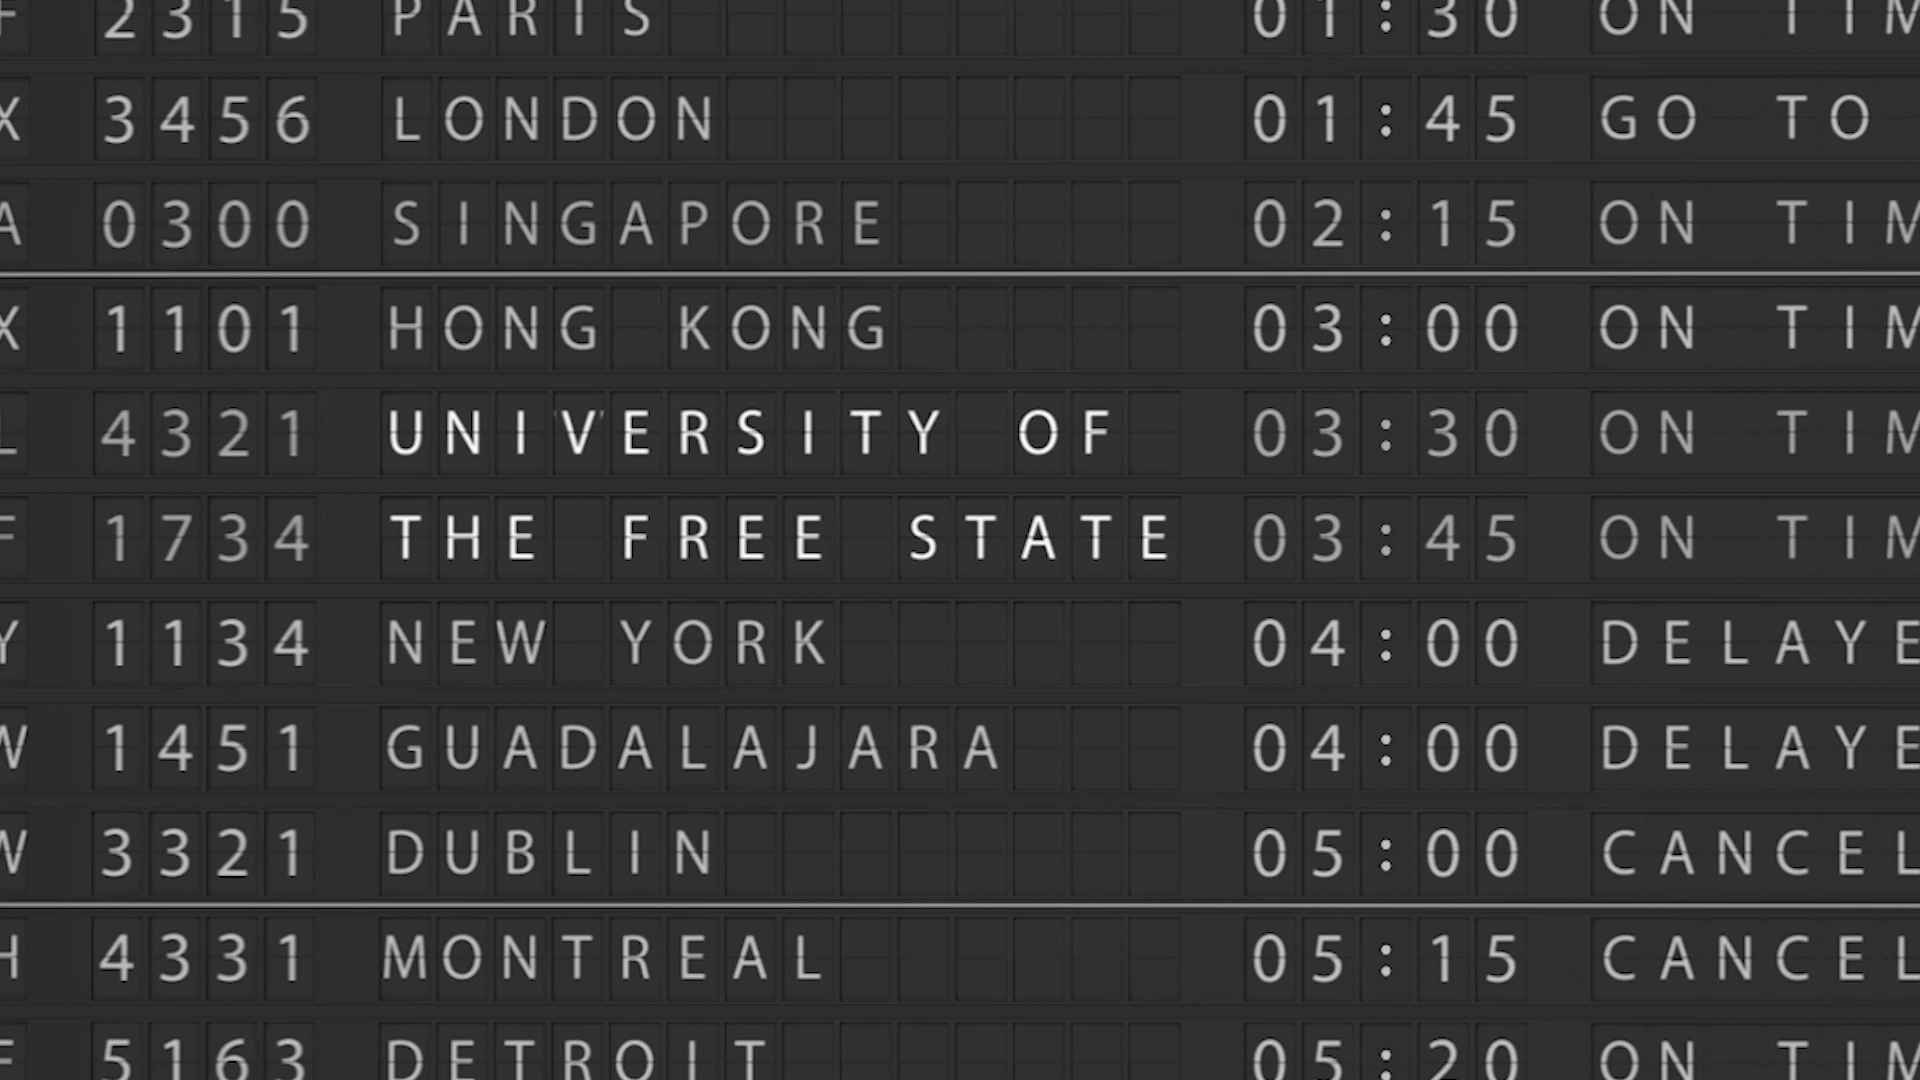 F 2315 PARIS 01:30 ON TIM
X 3456 LONDON 01:45 GO TO
A 0300 SINGAPORE 02:15 ON TIM
X 1101 HONG KONG 03:00 ON TIM
L 4321 UNIVERSITY OF 03:30 ON TIM
F 1734 THE FREE STATE 03:45 ON TIM
Y 1134 NEW YORK 04:00 DELAYE
W 1451 GUADALAJARA 04:00 DELAYE
W 3321 DUBLIN 05:00 CANCEL
H 4331 MONTREAL 05:15 CANCEL
F 5163 DETROIT 05:20 ON TIM